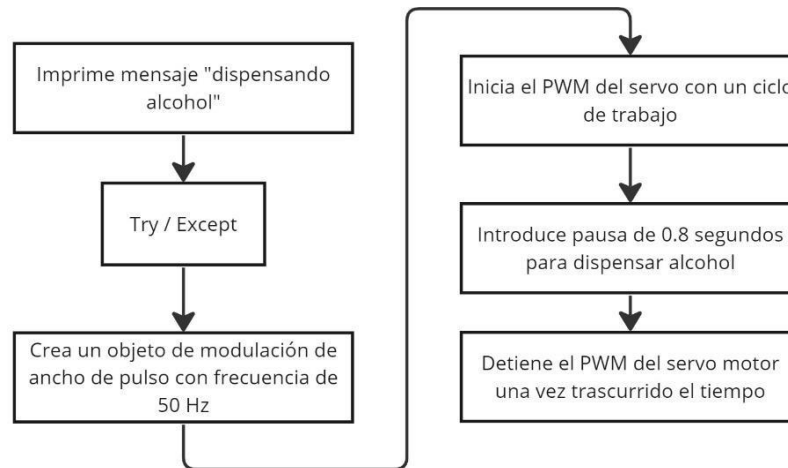 Imprime mensaje "dispensando
alcohol"
Try / Except
Crea un objeto de modulación de
ancho de pulso con frecuencia de
50 Hz
Inicia el PWM del servo con un ciclo
de trabajo
Introduce pausa de 0.8 segundos
para dispensar alcohol
Detiene el PWM del servo motor
una vez trascurrido el tiempo